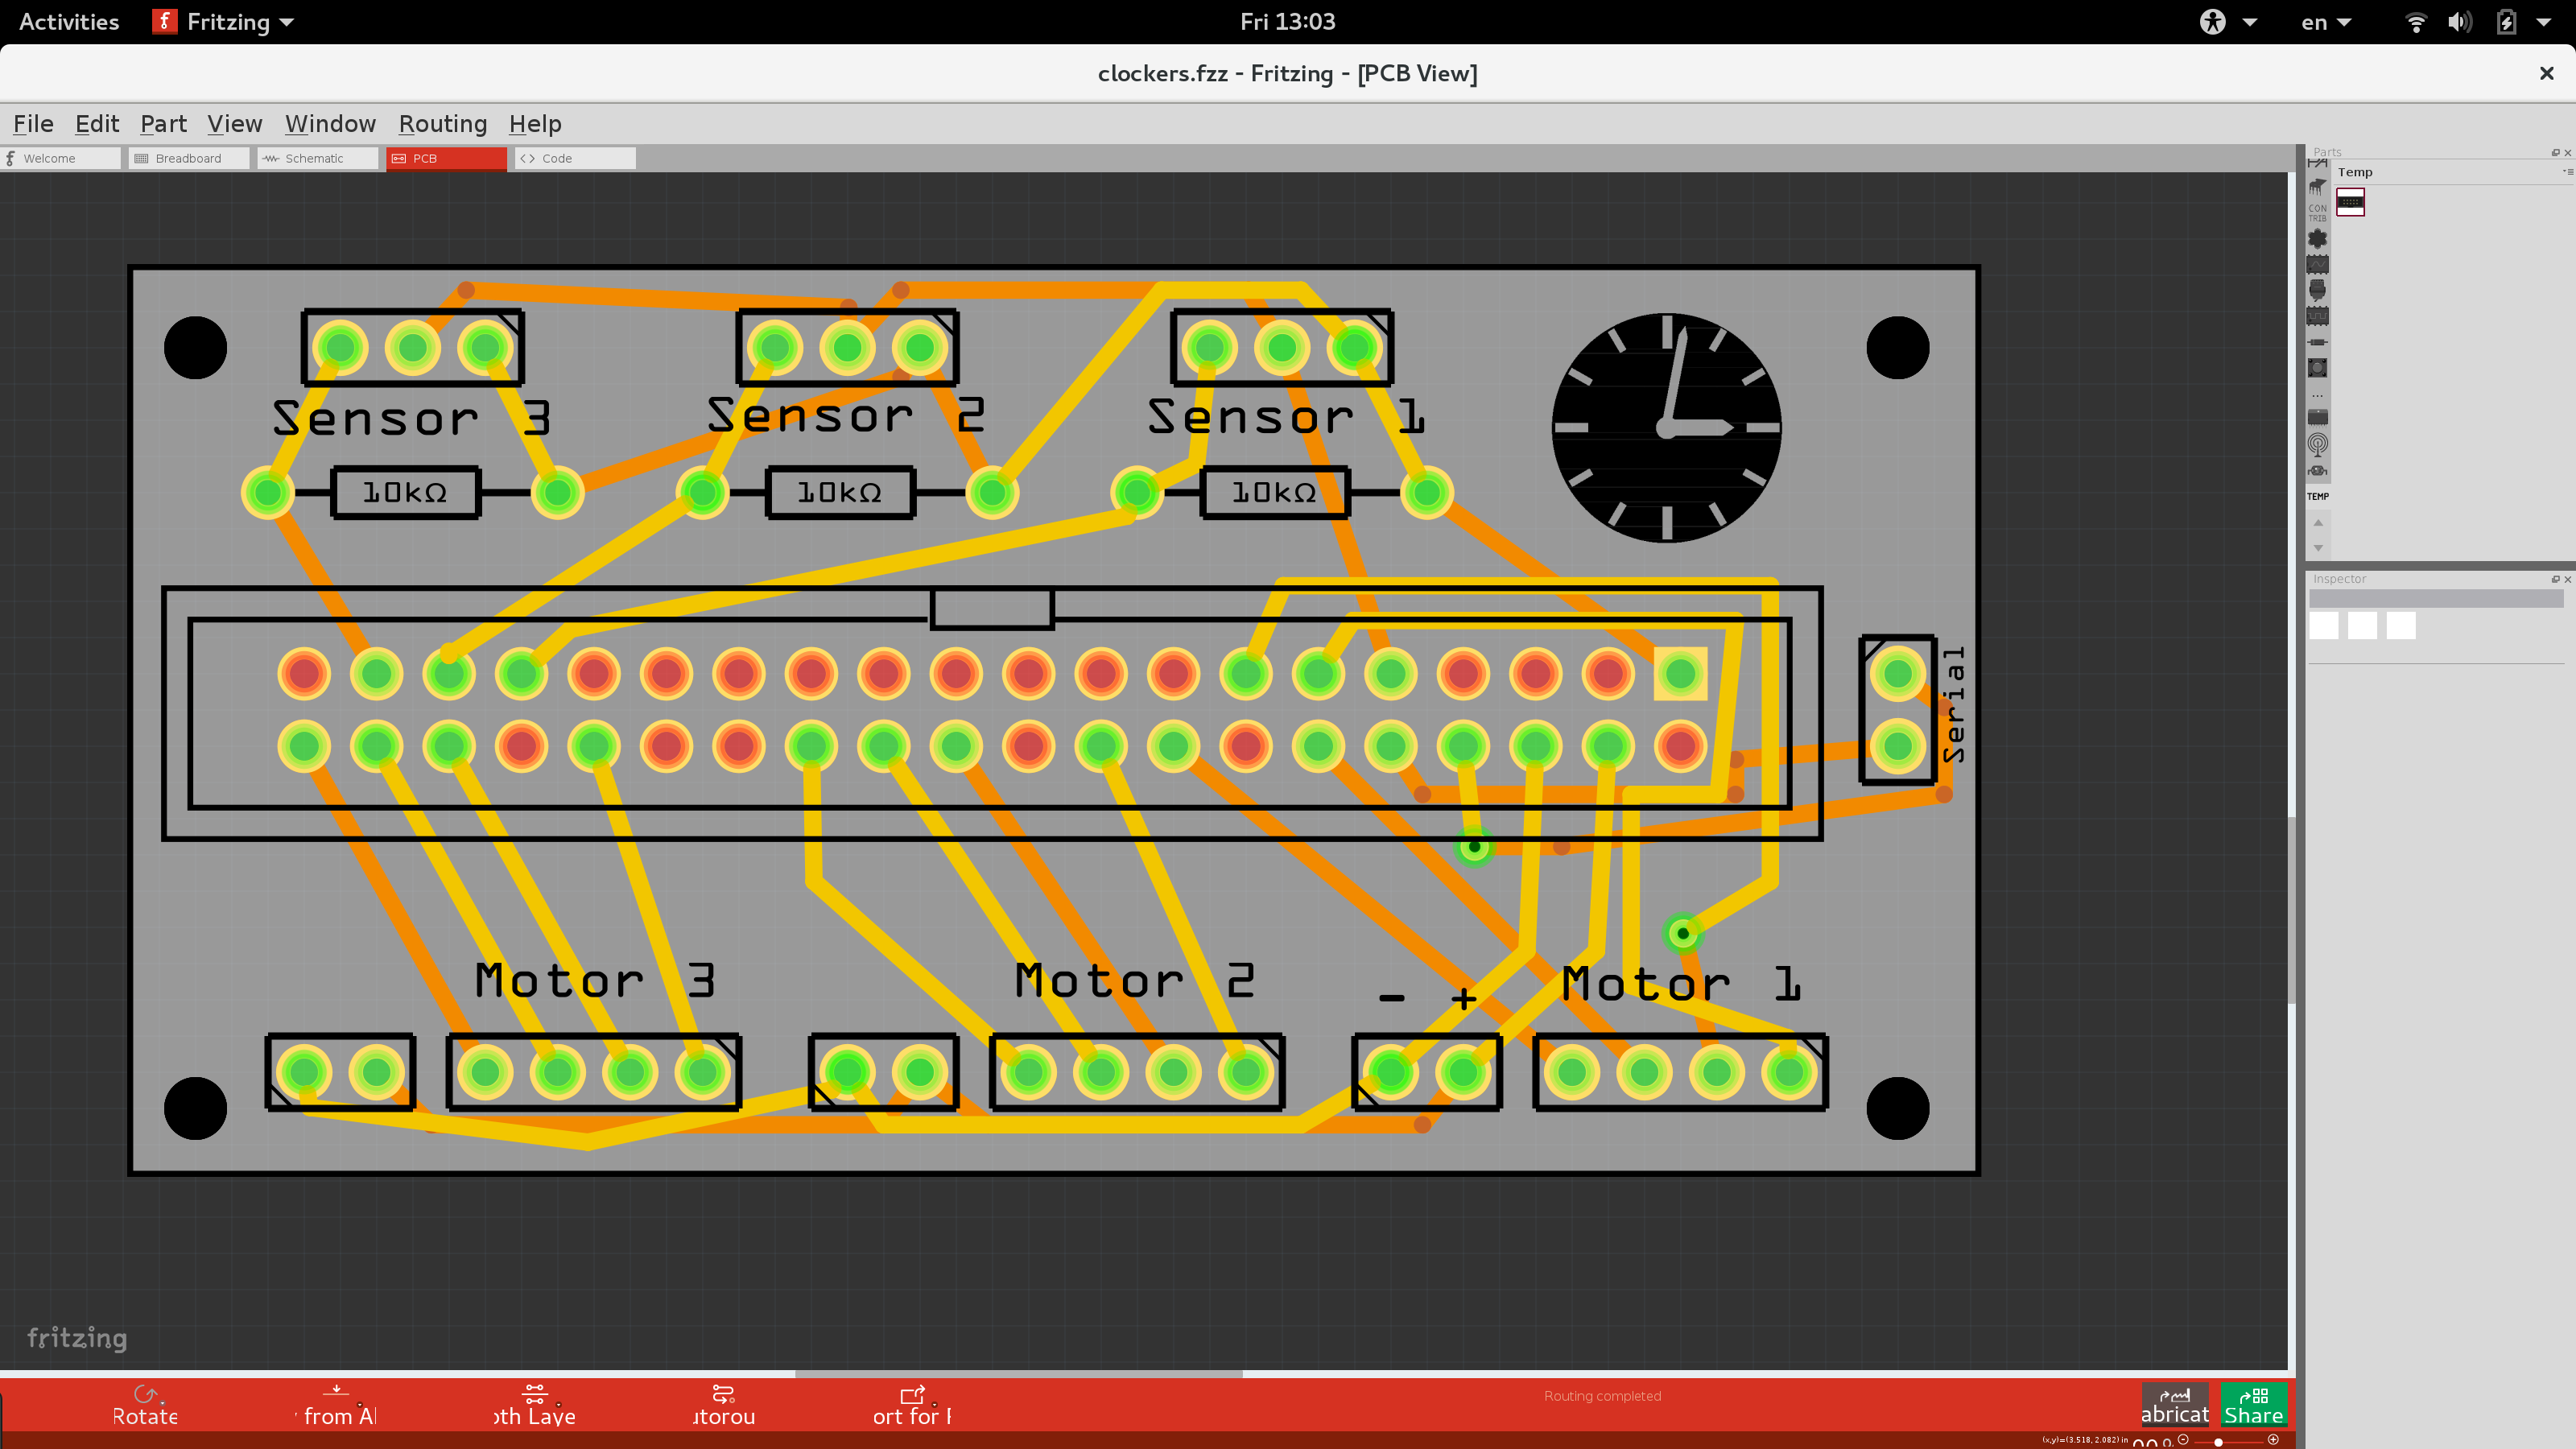 Activities Fritzing Fri 13:03 en
clockers.fzz - Fritzing - [PCB View]
File Edit Part View Window Routing Help
Welcome Breadboard Schematic PCB Code
Parts
Temp
CON
TRIB
TEMP
Inspector
Sensor 3 Sensor 2 Sensor 1
10kΩ 10kΩ 10kΩ
Serial
Motor 3 Motor 2 - + Motor 1
fritzing
Routing completed
Rotate from oth Laye utorou ort for abricat Share
(x,y)=(3.518, 2.082) in